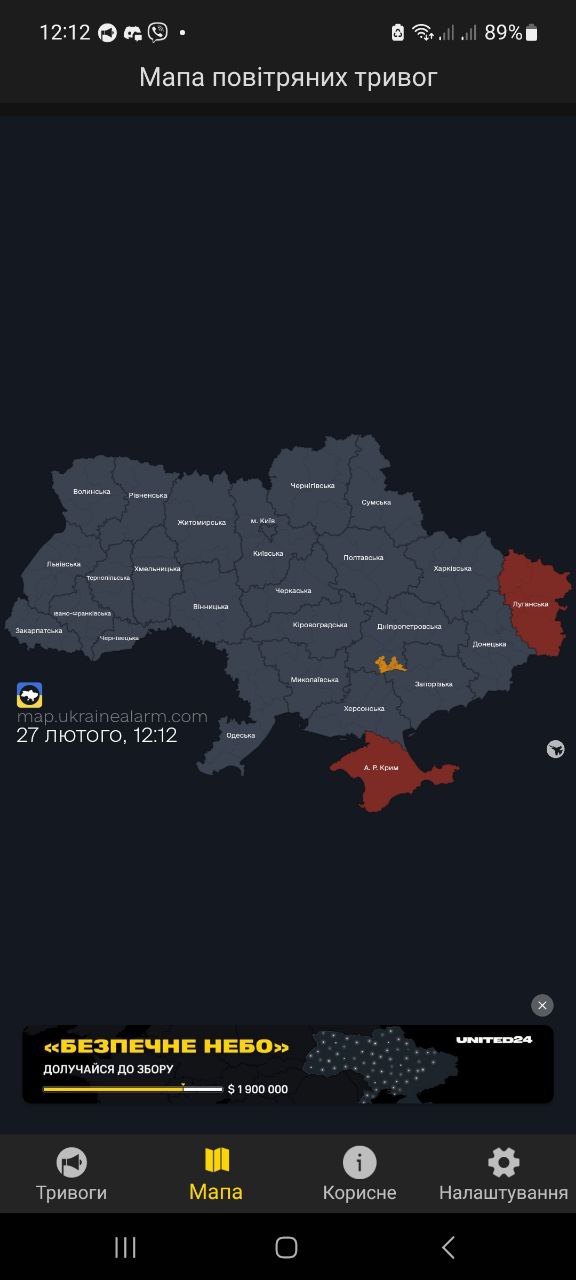 12:12
89%
Мапа повітряних тривог
Чернігівська
Волинська
Рівненська
Сумська
Житомирська
м. Київ
Київська
Полтавська
Львівська
Хмельницька
Харківська
Тернопільська
Черкаська
Луганська
Вінницька
Івано-Франківська
Кіровоградська
Дніпропетровська
Закарпатська
Чернівецька
Донецька
Миколаївська
Запорізька
Херсонська
map.ukrainealarm.com
27 лютого, 12:12
Одеська
А. Р. Крим
«БЕЗПЕЧНЕ НЕБО»
UNITED24
ДОЛУЧАЙСЯ ДО ЗБОРУ
$ 1 900 000
Тривоги
Мапа
Корисне
Налаштування